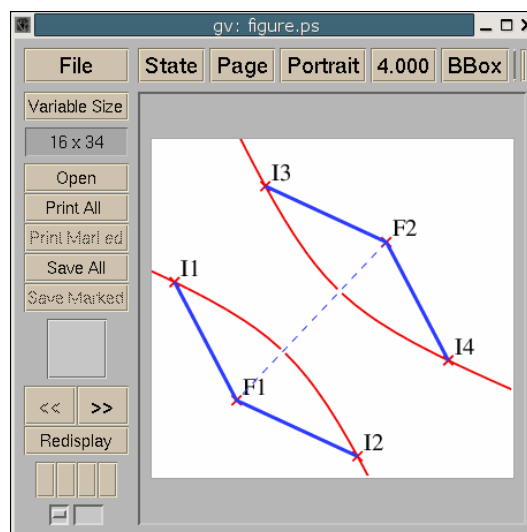 gv: figure.ps
File State Page Portrait 4.000 BBox
Variable Size
16 x 34
Open
Print All
Print Marked
Save All
Save Marked
<< >>
Redisplay
I3
F2
I1
I4
F1
I2